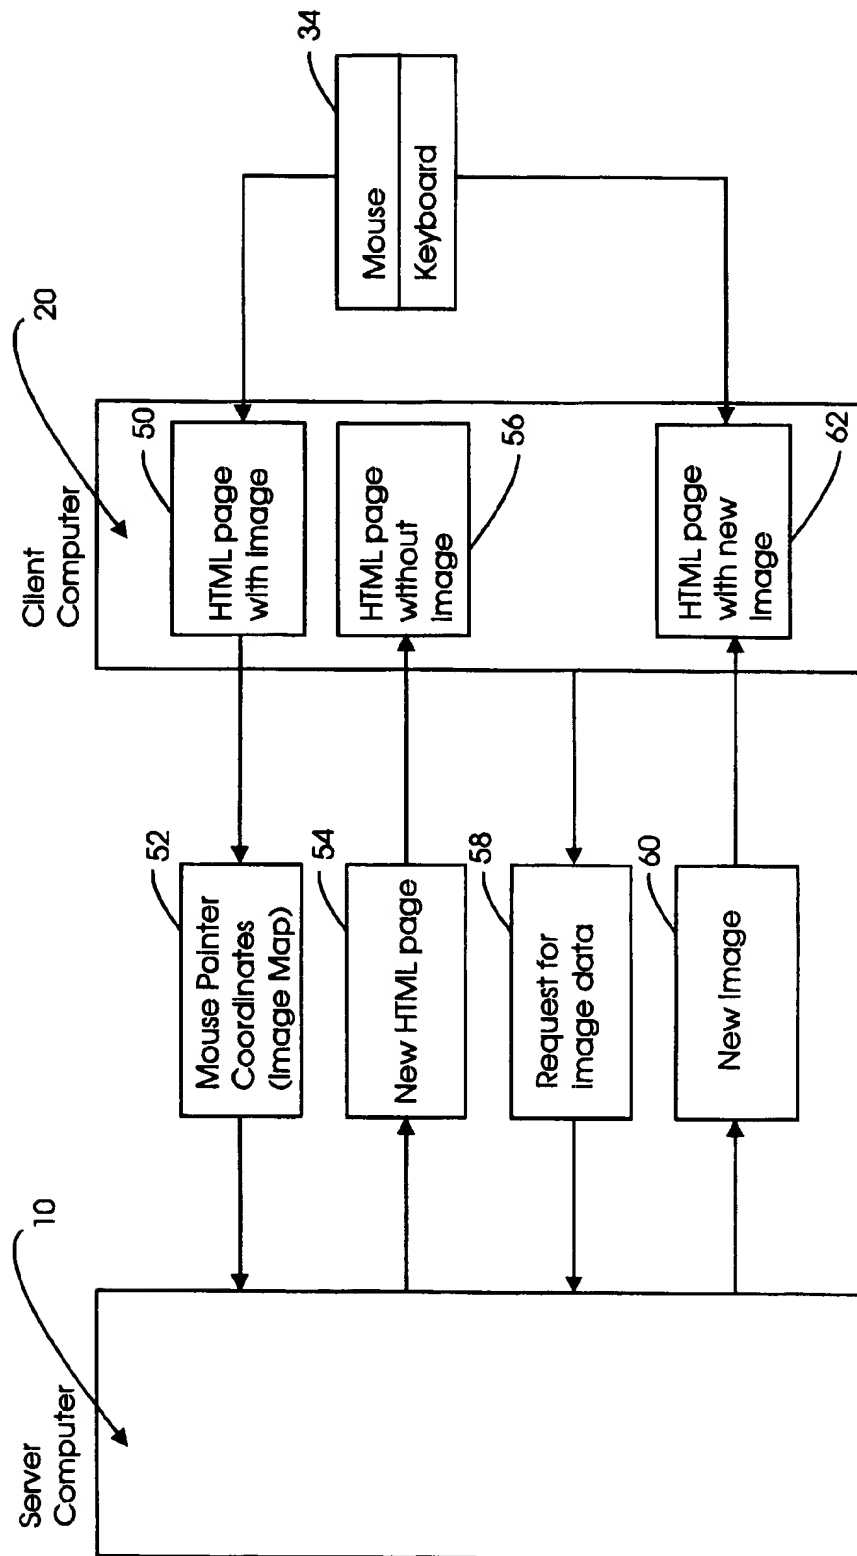 Server
Computer
10
Client
Computer
20
34
Mouse
Keyboard
50
HTML page
with image
52
Mouse Pointer
Coordinates
(Image Map)
54
New HTML page
HTML page
without
image
56
58
Request for
image data
60
New Image
HTML page
with new
image
62